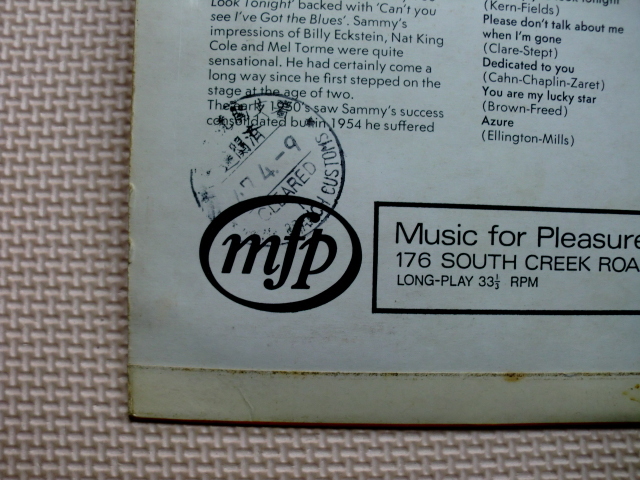 Look Tonight' backed with 'Can't you
see I've Got the Blues'. Sammy's
impressions of Billy Eckstein, Nat King
Cole and Mel Torme were quite
sensational. He had certainly come a
long way since he first stepped on the
stage at the age of two.
The early 1950's saw Sammy's success
consolidated but in 1954 he suffered
(Kern-Fields)
Please don't talk about me
when I'm gone
(Clare-Stept)
Dedicated to you
(Cahn-Chaplin-Zaret)
You are my lucky star
(Brown-Freed)
Azure
(Ellington-Mills)
関済
47.4.-9
CLEARED
CUSTOMS
mfp
Music for Pleasure
176 SOUTH CREEK ROA
LONG-PLAY 33⅓ RPM